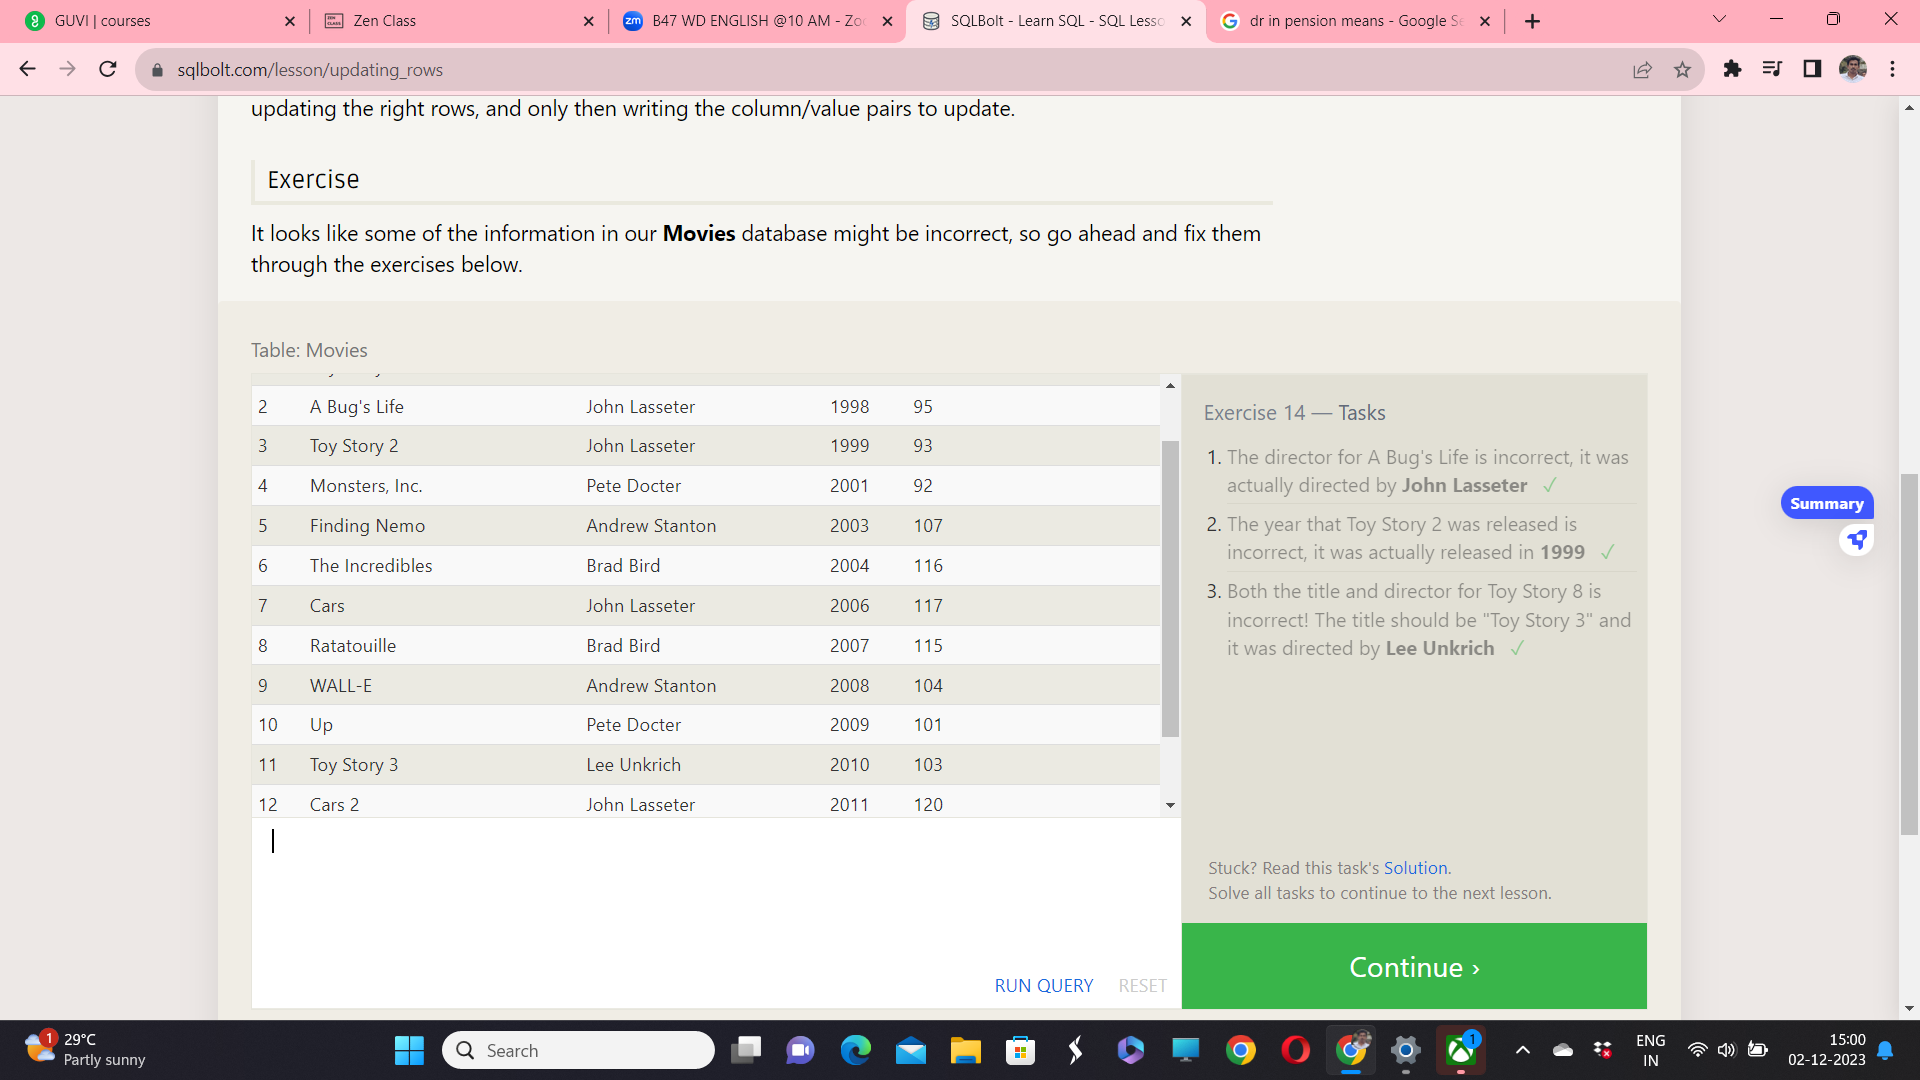 GUVI | courses
Zen Class
zm B47 WD ENGLISH @10 AM - Zo
SQLBolt - Learn SQL - SQL Lesso
dr in pension means - Google Se
sqlbolt.com/lesson/updating_rows
updating the right rows, and only then writing the column/value pairs to update.
Exercise
It looks like some of the information in our Movies database might be incorrect, so go ahead and fix them
through the exercises below.
Table: Movies
2 A Bug's Life John Lasseter 1998 95
3 Toy Story 2 John Lasseter 1999 93
4 Monsters, Inc. Pete Docter 2001 92
5 Finding Nemo Andrew Stanton 2003 107
6 The Incredibles Brad Bird 2004 116
7 Cars John Lasseter 2006 117
8 Ratatouille Brad Bird 2007 115
9 WALL-E Andrew Stanton 2008 104
10 Up Pete Docter 2009 101
11 Toy Story 3 Lee Unkrich 2010 103
12 Cars 2 John Lasseter 2011 120
RUN QUERY RESET
Exercise 14 — Tasks
1. The director for A Bug's Life is incorrect, it was
actually directed by John Lasseter ✓
2. The year that Toy Story 2 was released is
incorrect, it was actually released in 1999 ✓
3. Both the title and director for Toy Story 8 is
incorrect! The title should be "Toy Story 3" and
it was directed by Lee Unkrich ✓
Stuck? Read this task's Solution.
Solve all tasks to continue to the next lesson.
Continue ›
Summary
1
29°C
Partly sunny
Search
1
ENG
IN
15:00
02-12-2023